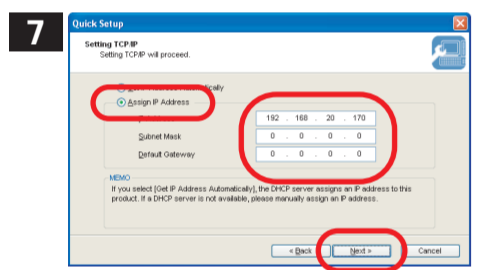 7
Quick Setup
Setting TCP/IP
Setting TCP/IP will proceed.
Assign IP Address
192 . 168 . 20 . 170
Subnet Mask
0 . 0 . 0 . 0
Default Gateway
0 . 0 . 0 . 0
MEMO
If you select [Get IP Address Automatically], the DHCP server assigns an IP address to this
product. If a DHCP server is not available, please manually assign an IP address.
< Back
Next >
Cancel